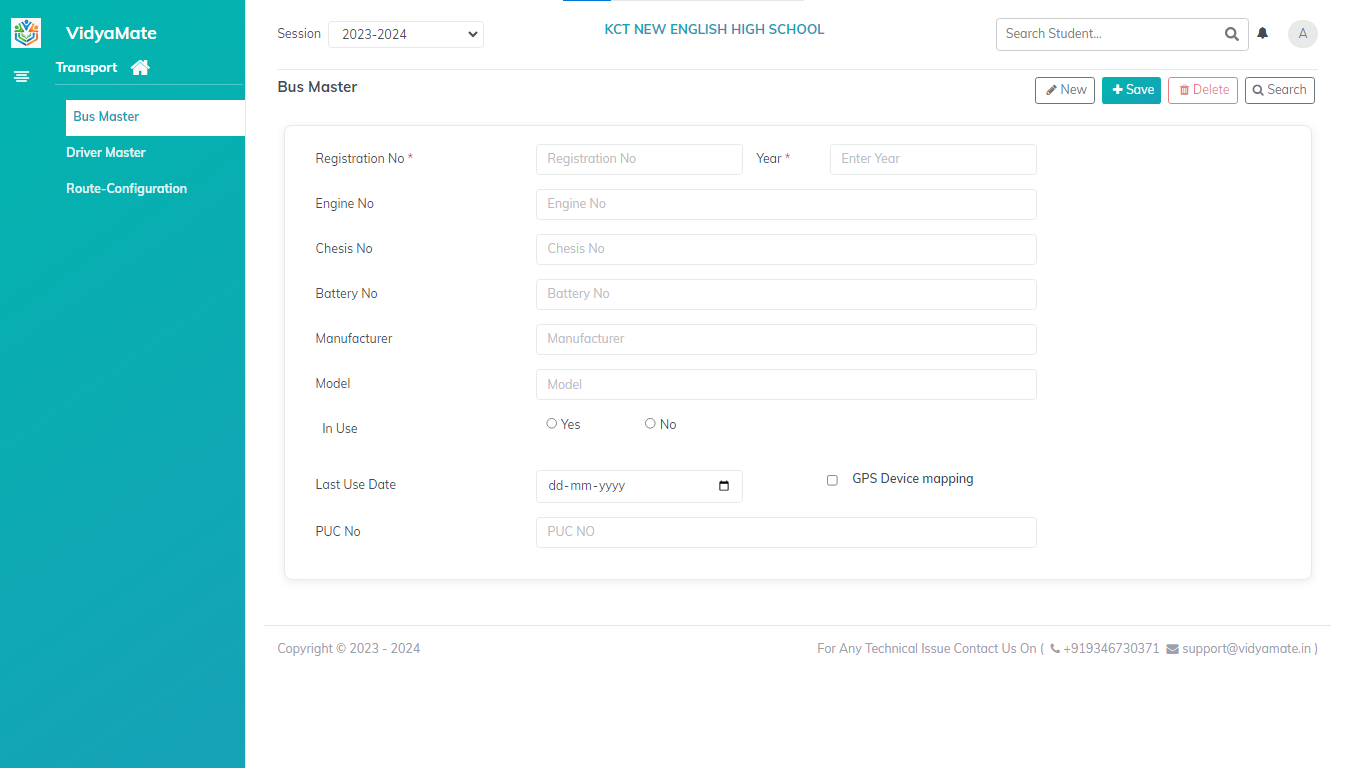 VidyaMate
Transport
Bus Master
Driver Master
Route-Configuration
Session 2023-2024 KCT NEW ENGLISH HIGH SCHOOL Search Student... A
Bus Master New Save Delete Search
Registration No * Registration No Year * Enter Year
Engine No Engine No
Chesis No Chesis No
Battery No Battery No
Manufacturer Manufacturer
Model Model
In Use Yes No
Last Use Date dd-mm-yyyy GPS Device mapping
PUC No PUC NO
Copyright © 2023 - 2024 For Any Technical Issue Contact Us On ( +919346730371 support@vidyamate.in )